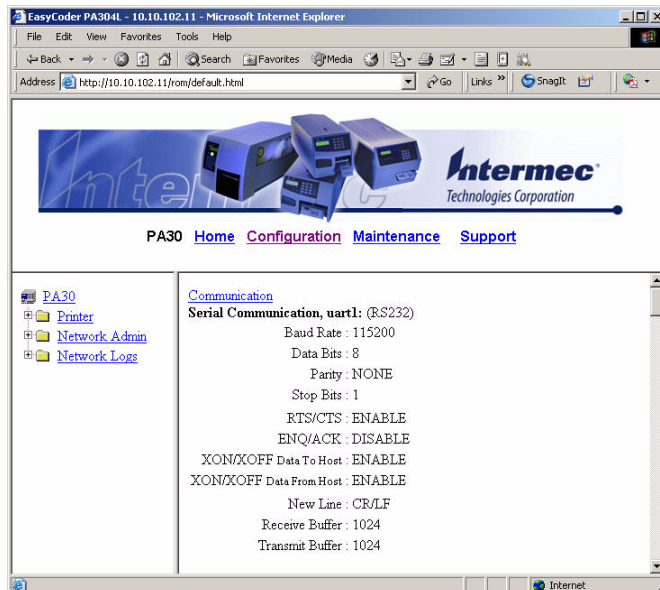 EasyCoder PA304L - 10.10.102.11 - Microsoft Internet Explorer
File Edit View Favorites Tools Help
Back Search Favorites Media
Address http://10.10.102.11/rom/default.html Go Links » SnagIt
Inte
Intermec®
Technologies Corporation
PA30 Home Configuration Maintenance Support
PA30
Printer
Network Admin
Network Logs
Communication
Serial Communication, uart1: (RS232)
Baud Rate : 115200
Data Bits : 8
Parity : NONE
Stop Bits : 1
RTS/CTS : ENABLE
ENQ/ACK : DISABLE
XON/XOFF Data To Host : ENABLE
XON/XOFF Data From Host : ENABLE
New Line : CR/LF
Receive Buffer : 1024
Transmit Buffer : 1024
Internet